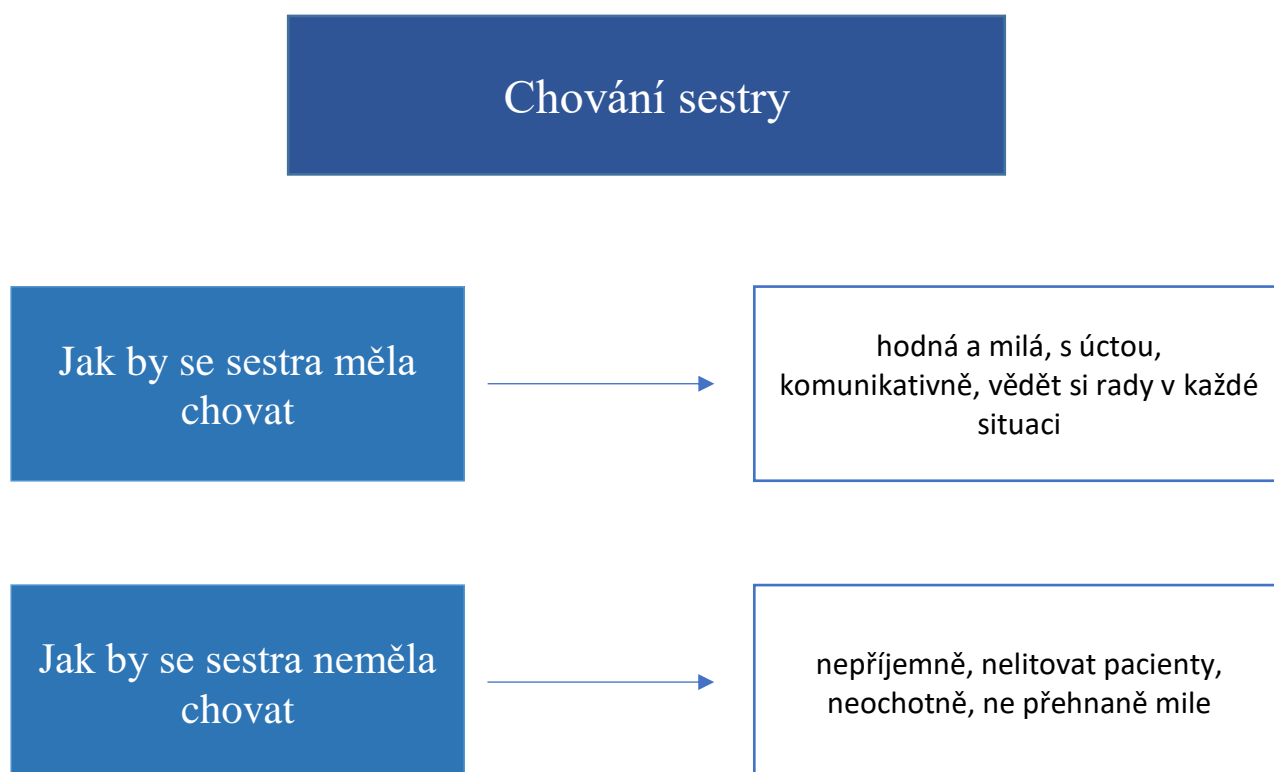 Chování sestry
Jak by se sestra měla
chovat
hodná a milá, s úctou,
komunikativně, vědět si rady v každé
situaci
Jak by se sestra neměla
chovat
nepříjemně, nelitovat pacienty,
neochotně, ne přehnaně mile